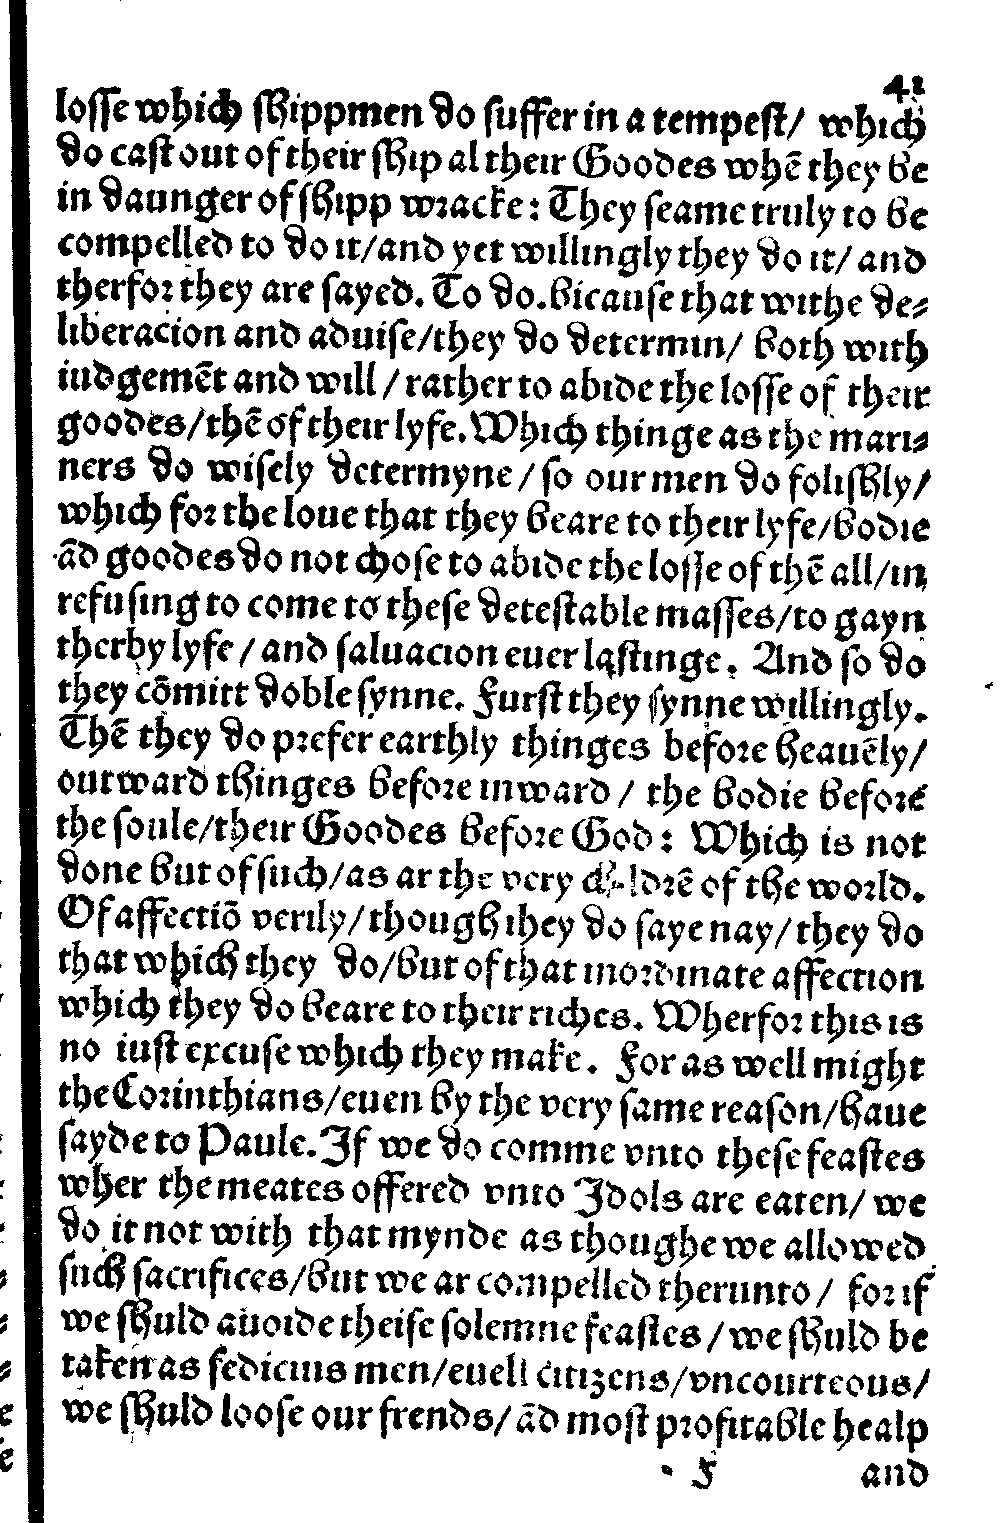 41
losse which shippmen do suffer in a tempest/ which
do cast out of their ship al their Goodes whē they be
in daunger of shipp wracke: They seame truly to be
compelled to do it/and yet willingly they do it/ and
therfor they are sayed. To do. bicause that withe de⸗
liberacion and aduise/they do determin/ both with
iudgemēt and will / rather to abide the losse of their
goodes/thē of their lyfe. Which thinge as the mari⸗
ners do wisely determyne / so our men do folishly/
which for the loue that they beare to their lyfe/bodie
ād goodes do not chose to abide the losse of thē all/in
refusing to come to these detestable masses/to gayn
therby lyfe / and saluacion euerlastinge. And so do
they cōmitt doble synne. Furst they synne willingly.
Thē they do prefer earthly thinges before heauēly/
outward thinges before inward / the bodie before
the soule/their Goodes before God: Which is not
done but of such/as ar the very childrē of the world.
Of affectiō verily/though they do saye nay/ they do
that which they do/but of that inordinate affection
which they do beare to their riches. Wherfor this is
no iust excuse which they make. For as well might
the Corinthians/euen by the very same reason/haue
sayde to Paule. If we do comme vnto these feastes
wher the meates offered vnto Idols are eaten/ we
do it not with that mynde as thoughe we allowed
such sacrifices/but we ar compelled therunto / for if
we shuld auoide theise solemne feastes / we shuld be
taken as sedicius men/euell citizens/vncourteous/
we shuld loose our frends/ ād most profitable healp
F and